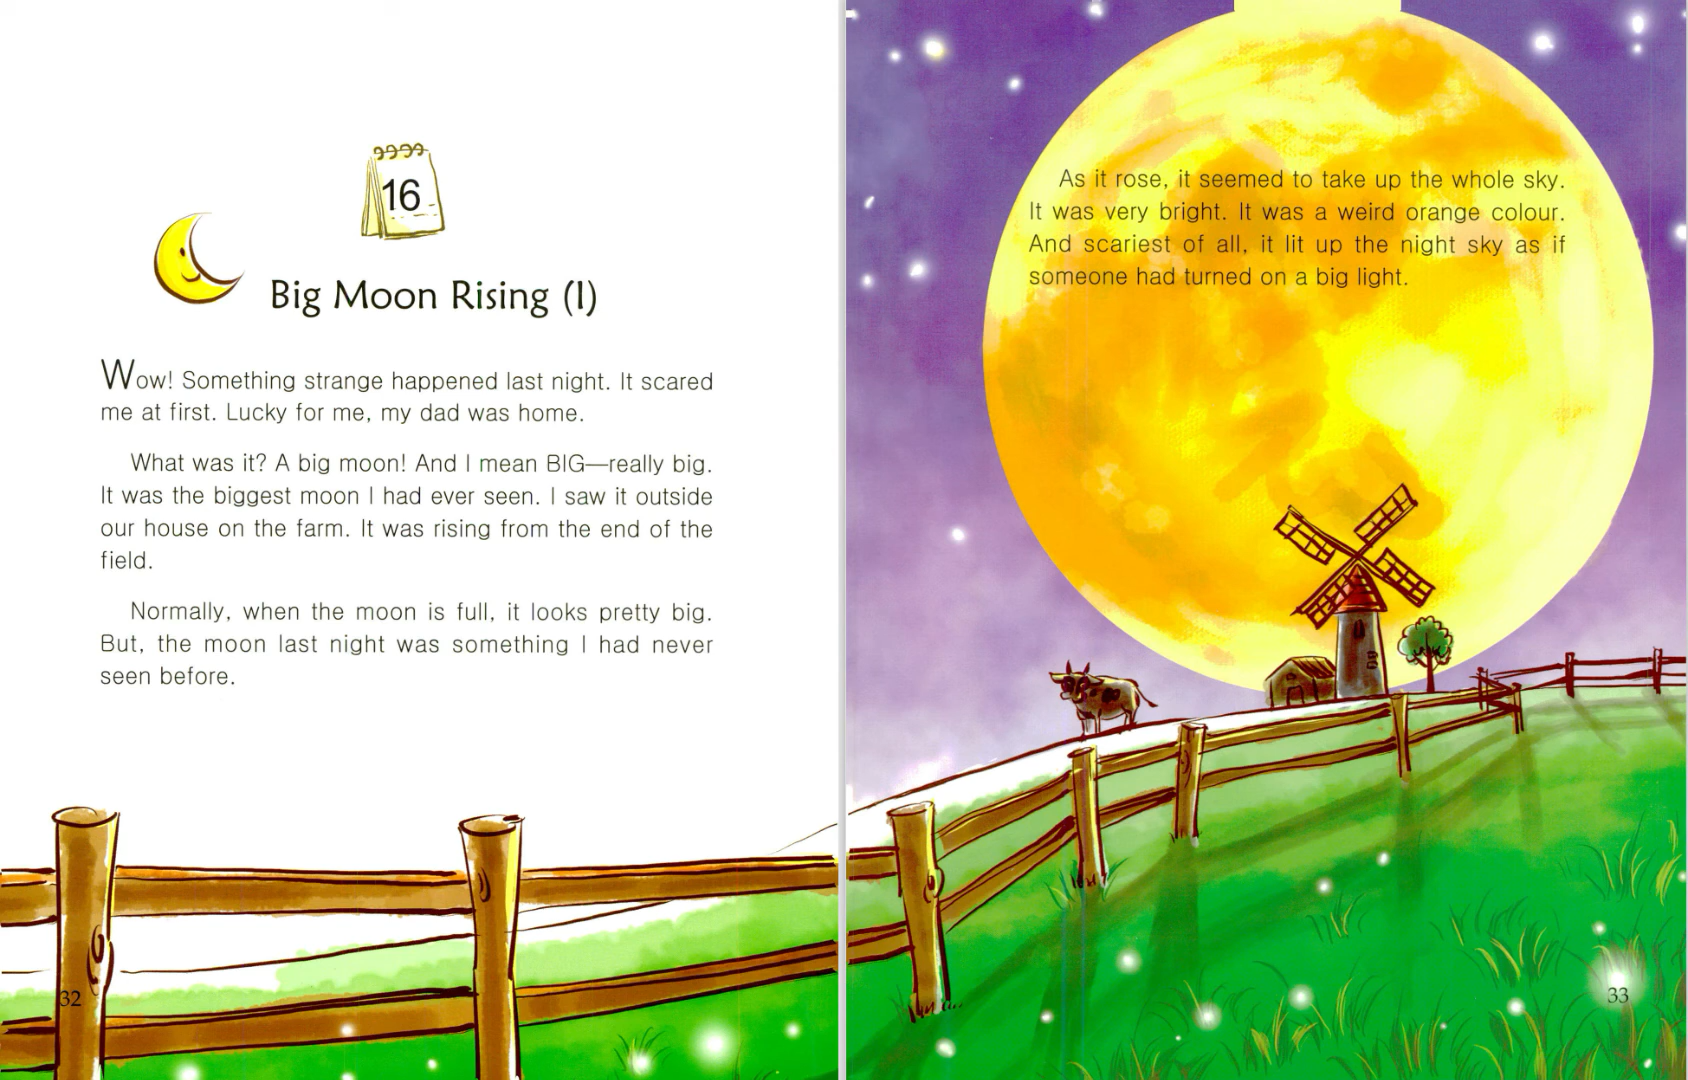 16
Big Moon Rising (I)
Wow! Something strange happened last night. It scared
me at first. Lucky for me, my dad was home.
What was it? A big moon! And I mean BIG—really big.
It was the biggest moon I had ever seen. I saw it outside
our house on the farm. It was rising from the end of the
field.
Normally, when the moon is full, it looks pretty big.
But, the moon last night was something I had never
seen before.
32
As it rose, it seemed to take up the whole sky.
It was very bright. It was a weird orange colour.
And scariest of all, it lit up the night sky as if
someone had turned on a big light.
33